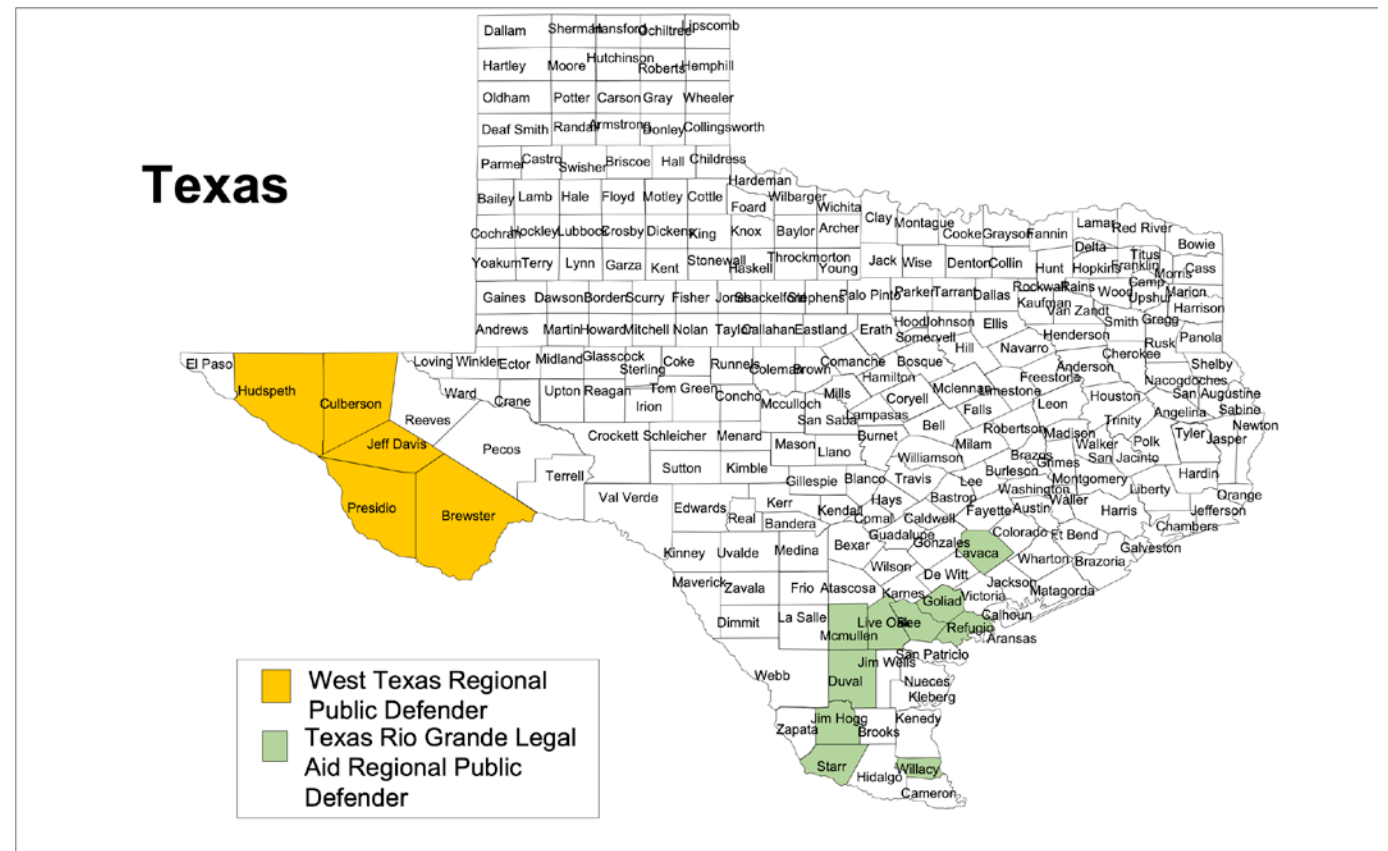 Texas
Dallam Sherman Hansford Ochiltree Lipscomb
Hartley Moore Hutchinson Roberts Hemphill
Oldham Potter Carson Gray Wheeler
Deaf Smith Randall Armstrong Donley Collingsworth
Parmer Castro Swisher Briscoe Hall Childress
Hardeman
Bailey Lamb Hale Floyd Motley Cottle Foard Wilbarger Wichita
Clay Montague Cooke Grayson Fannin Lamar Red River Bowie
Cochran Hockley Lubbock Crosby Dickens King Knox Baylor Archer
Delta Titus Franklin Morris Cass
Yoakum Terry Lynn Garza Kent Stonewall Haskell Throckmorton Young Jack Wise Denton Collin Hunt Hopkins
Rockwall Rains Wood Camp Upshur Marion Harrison
Gaines Dawson Borden Scurry Fisher Jones Shackelford Stephens Palo Pinto Parker Tarrant Dallas Kaufman Van Zandt
Smith Gregg
Andrews Martin Howard Mitchell Nolan Taylor Callahan Eastland Erath Hood Johnson Ellis Henderson Rusk Panola
Somervell
El Paso Loving Winkler Ector Midland Glasscock Sterling Coke Runnels Coleman Brown Comanche Bosque Hill Navarro Cherokee Shelby
Hamilton Anderson Freestone Nacogdoches
Hudspeth Culberson Ward Crane Upton Reagan Irion Tom Green Concho Mcculloch Mills Coryell Mclennan Limestone Leon Houston San Augustine Sabine
San Saba Lampasas Falls Angelina
Reeves Bell Robertson Trinity Newton
Jeff Davis Pecos Crockett Schleicher Menard Mason Llano Burnet Milam Madison Walker Polk Tyler Jasper
Williamson Brazos Grimes San Jacinto
Terrell Sutton Kimble Gillespie Blanco Travis Lee Burleson Montgomery Liberty Hardin
Washington Waller Orange
Presidio Brewster Val Verde Edwards Real Kerr Bandera Kendall Comal Hays Caldwell Bastrop Fayette Austin Harris Jefferson
Chambers
Guadalupe Gonzales Colorado Ft Bend Galveston
Kinney Uvalde Medina Bexar Wilson Lavaca Wharton Brazoria
De Witt
Maverick Zavala Frio Atascosa Karnes Jackson Matagorda
Goliad Victoria
Dimmit La Salle Mcmullen Live Oak Bee Refugio Calhoun Aransas
Webb Jim Wells San Patricio
Duval Nueces
Kleberg
Zapata Jim Hogg Brooks Kenedy
Starr Hidalgo Willacy
Cameron
West Texas Regional
Public Defender
Texas Rio Grande Legal
Aid Regional Public
Defender